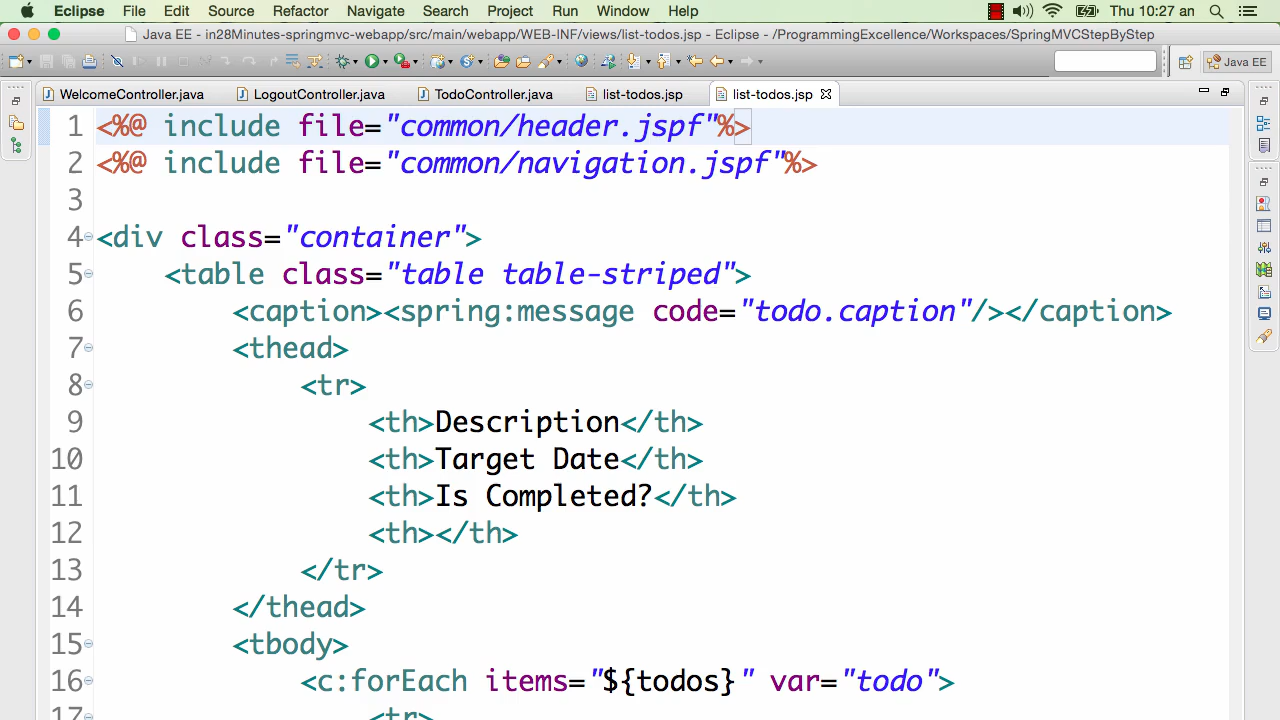 Eclipse File Edit Source Refactor Navigate Search Project Run Window Help Thu 10:27 an
Java EE - in28Minutes-springmvc-webapp/src/main/webapp/WEB-INF/views/list-todos.jsp - Eclipse - /ProgrammingExcellence/Workspaces/SpringMVCStepByStep
Java EE
WelcomeController.java LogoutController.java TodoController.java list-todos.jsp list-todos.jsp
1 <%@ include file="common/header.jspf"%>
2 <%@ include file="common/navigation.jspf"%>
3
4 <div class="container">
5 <table class="table table-striped">
6 <caption><spring:message code="todo.caption"/></caption>
7 <thead>
8 <tr>
9 <th>Description</th>
10 <th>Target Date</th>
11 <th>Is Completed?</th>
12 <th></th>
13 </tr>
14 </thead>
15 <tbody>
16 <c:forEach items="${todos}" var="todo">
17 <tr>